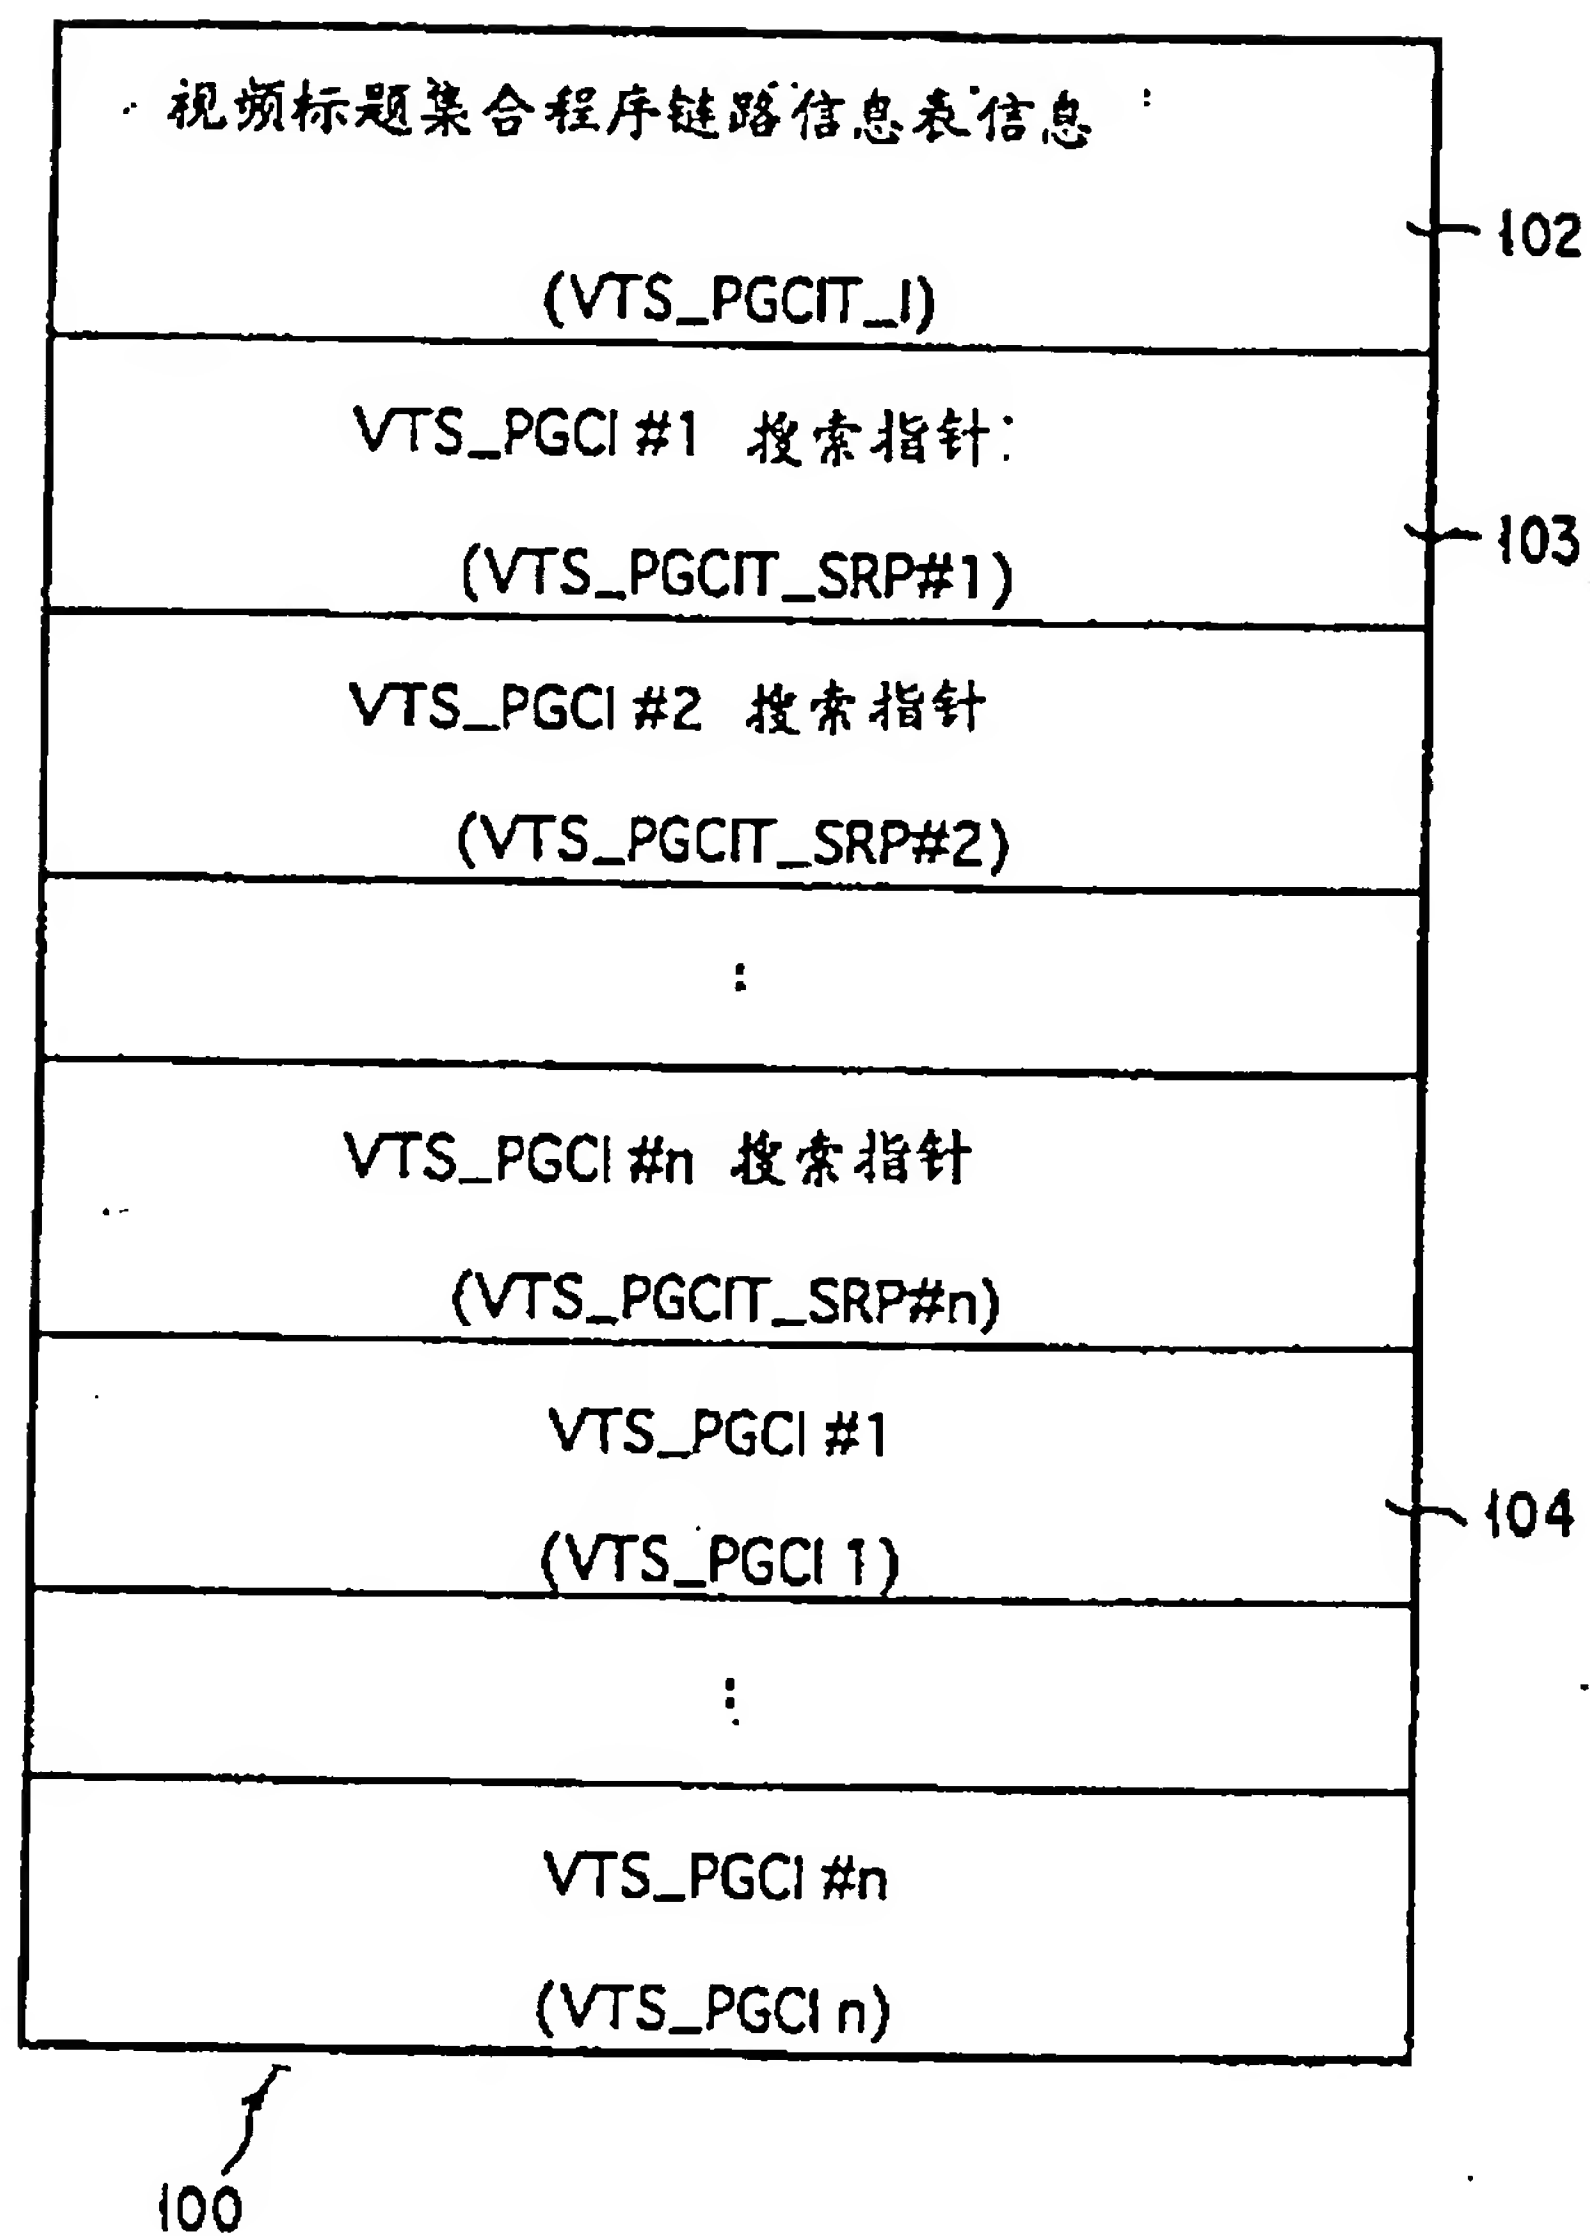 视频标题集合程序链路信息表信息
(VTS_PGCIT_I)
102
VTS_PGCI #1 搜索指针
(VTS_PGCIT_SRP#1)
103
VTS_PGCI #2 搜索指针
(VTS_PGCIT_SRP#2)
:
VTS_PGCI #n 搜索指针
(VTS_PGCIT_SRP#n)
VTS_PGCI #1
(VTS_PGCI 1)
104
:
VTS_PGCI #n
(VTS_PGCI n)
100